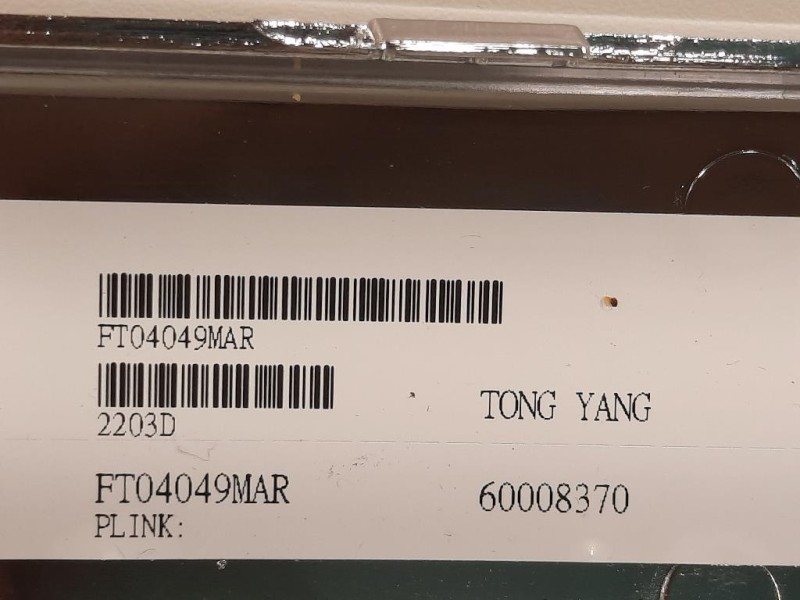 FT04049MAR
2203D
TONG YANG
FT04049MAR
60008370
PLINK: